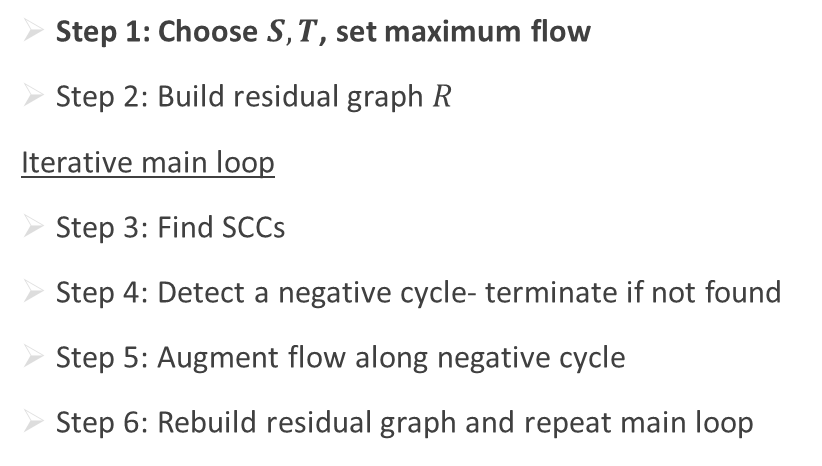 Step 1: Choose S, T, set maximum flow
Step 2: Build residual graph R
Iterative main loop
Step 3: Find SCCs
Step 4: Detect a negative cycle- terminate if not found
Step 5: Augment flow along negative cycle
Step 6: Rebuild residual graph and repeat main loop